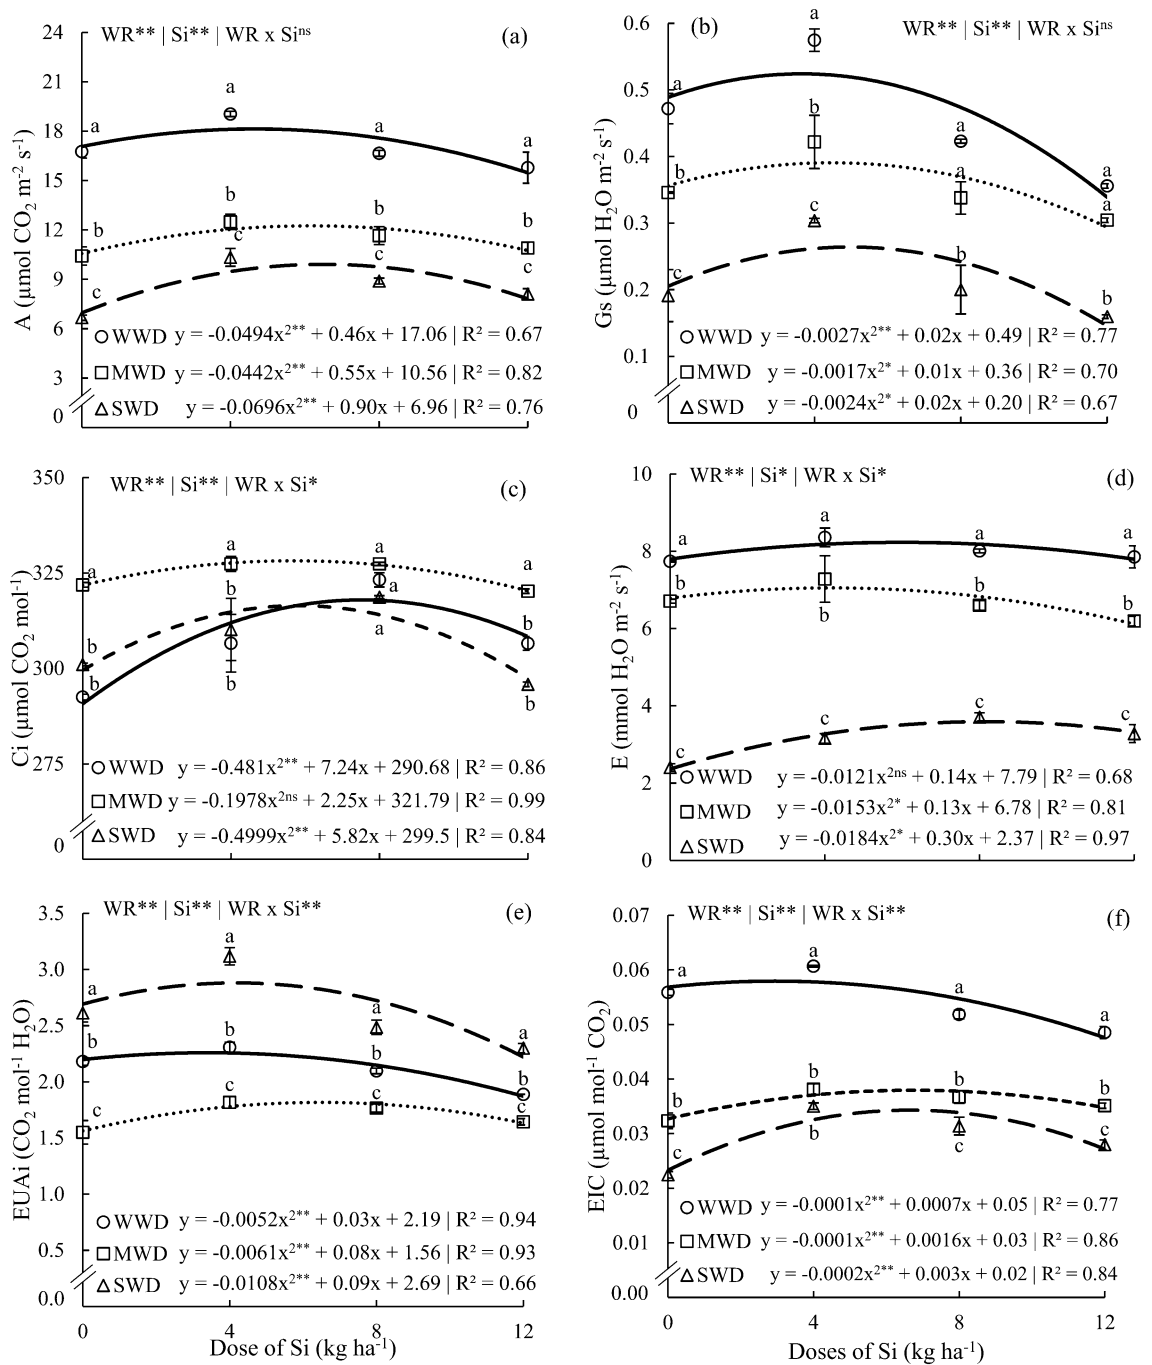 WR** | Si** | WR x Siⁿˢ
(a)
A (µmol CO₂ m⁻² s⁻¹)
24
21
18
15
12
9
6
3
0
a
a
a
a
b
b
b
b
c
c
c
c
WWD y = -0.0494x²** + 0.46x + 17.06 | R² = 0.67
MWD y = -0.0442x²** + 0.55x + 10.56 | R² = 0.82
SWD y = -0.0696x²** + 0.90x + 6.96 | R² = 0.76
(b)
WR** | Si** | WR x Siⁿˢ
Gs (µmol H₂O m⁻² s⁻¹)
0.6
0.5
0.4
0.3
0.2
0.1
0
a
a
a
a
b
b
a
a
c
c
b
b
WWD y = -0.0027x²** + 0.02x + 0.49 | R² = 0.77
MWD y = -0.0017x²* + 0.01x + 0.36 | R² = 0.70
SWD y = -0.0024x²* + 0.02x + 0.20 | R² = 0.67
WR** | Si** | WR x Si*
(c)
Ci (µmol CO₂ mol⁻¹)
350
325
300
275
0
a
a
a
a
b
b
a
b
b
b
a
b
WWD y = -0.481x²** + 7.24x + 290.68 | R² = 0.86
MWD y = -0.1978x²ⁿˢ + 2.25x + 321.79 | R² = 0.99
SWD y = -0.4999x²** + 5.82x + 299.5 | R² = 0.84
WR** | Si* | WR x Si*
(d)
E (mmol H₂O m⁻² s⁻¹)
10
8
6
4
2
0
a
a
a
a
b
b
b
b
c
c
c
c
WWD y = -0.0121x²ⁿˢ + 0.14x + 7.79 | R² = 0.68
MWD y = -0.0153x²* + 0.13x + 6.78 | R² = 0.81
SWD y = -0.0184x²* + 0.30x + 2.37 | R² = 0.97
WR** | Si** | WR x Si**
(e)
EUAi (CO₂ mol⁻¹ H₂O)
3.5
3.0
2.5
2.0
1.5
1.0
0.5
0.0
a
a
a
a
b
b
b
b
c
c
c
c
WWD y = -0.0052x²** + 0.03x + 2.19 | R² = 0.94
MWD y = -0.0061x²** + 0.08x + 1.56 | R² = 0.93
SWD y = -0.0108x²** + 0.09x + 2.69 | R² = 0.66
0 4 8 12
Dose of Si (kg ha⁻¹)
WR** | Si** | WR x Si**
(f)
EIC (µmol mol⁻¹ CO₂)
0.07
0.06
0.05
0.04
0.03
0.02
0.01
0.00
a
a
a
a
b
b
b
b
c
b
c
c
WWD y = -0.0001x²** + 0.0007x + 0.05 | R² = 0.77
MWD y = -0.0001x²** + 0.0016x + 0.03 | R² = 0.86
SWD y = -0.0002x²** + 0.003x + 0.02 | R² = 0.84
0 4 8 12
Doses of Si (kg ha⁻¹)